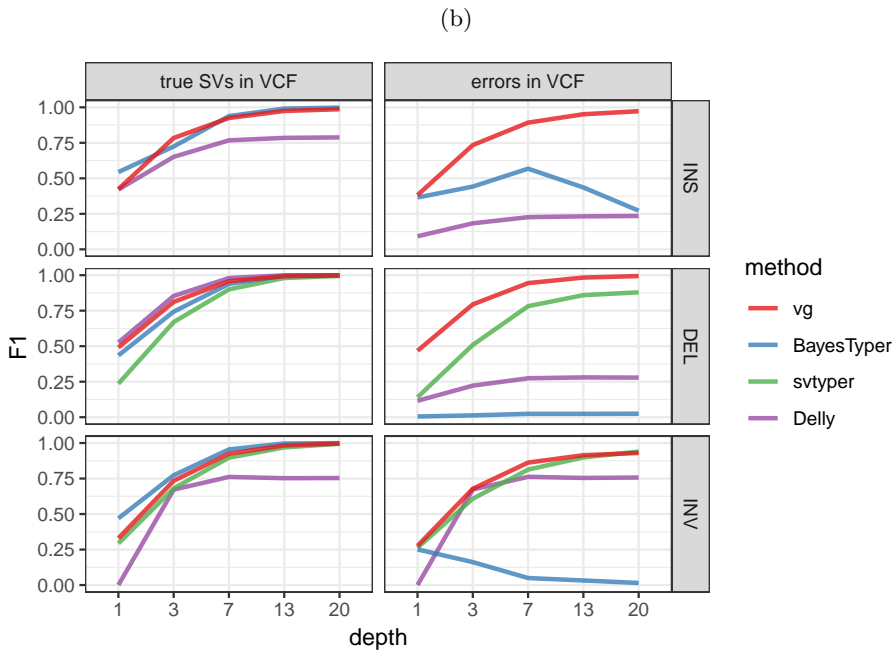 (b)
true SVs in VCF
errors in VCF
1.00
0.75
0.50
0.25
0.00
INS
1.00
0.75
0.50
0.25
0.00
DEL
1.00
0.75
0.50
0.25
0.00
INV
F1
1 3 7 13 20
1 3 7 13 20
depth
method
vg
BayesTyper
svtyper
Delly